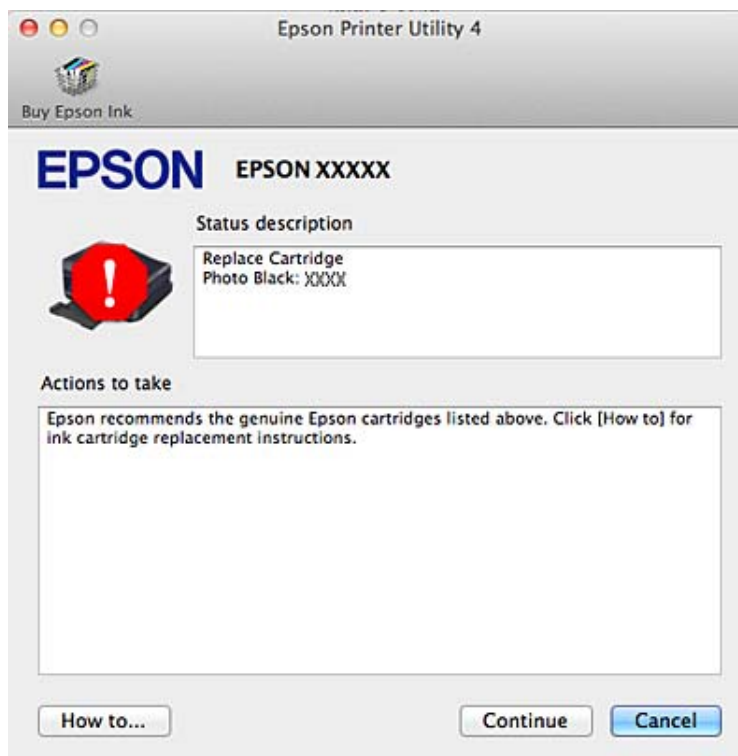 Epson Printer Utility 4
Buy Epson Ink
EPSON EPSON XXXXX
Status description
Replace Cartridge
Photo Black: XXXX
Actions to take
Epson recommends the genuine Epson cartridges listed above. Click [How to] for
ink cartridge replacement instructions.
How to... Continue Cancel